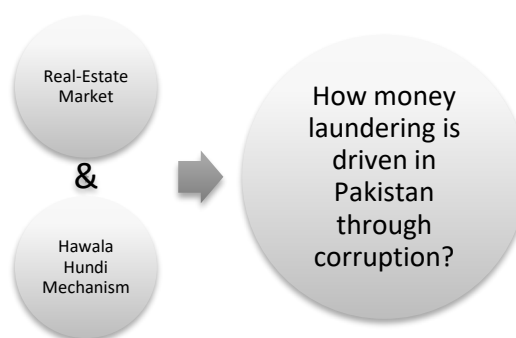 Real-Estate
Market
&
Hawala
Hundi
Mechanism
How money
laundering is
driven in
Pakistan
through
corruption?